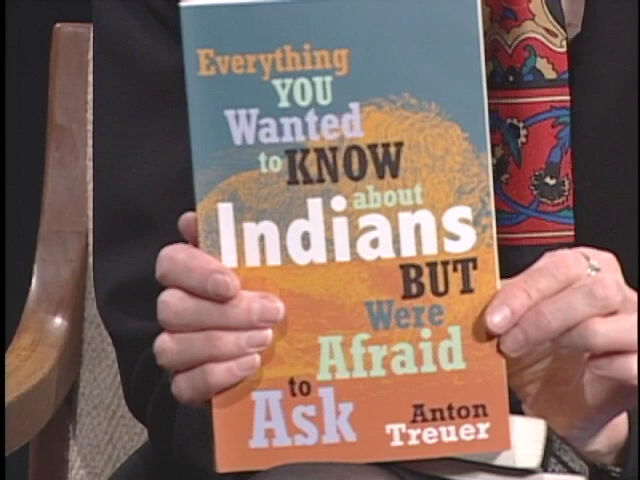 Everything
YOU
Wanted
to KNOW
about
Indians
BUT
Were
Afraid
to
Ask
Anton
Treuer